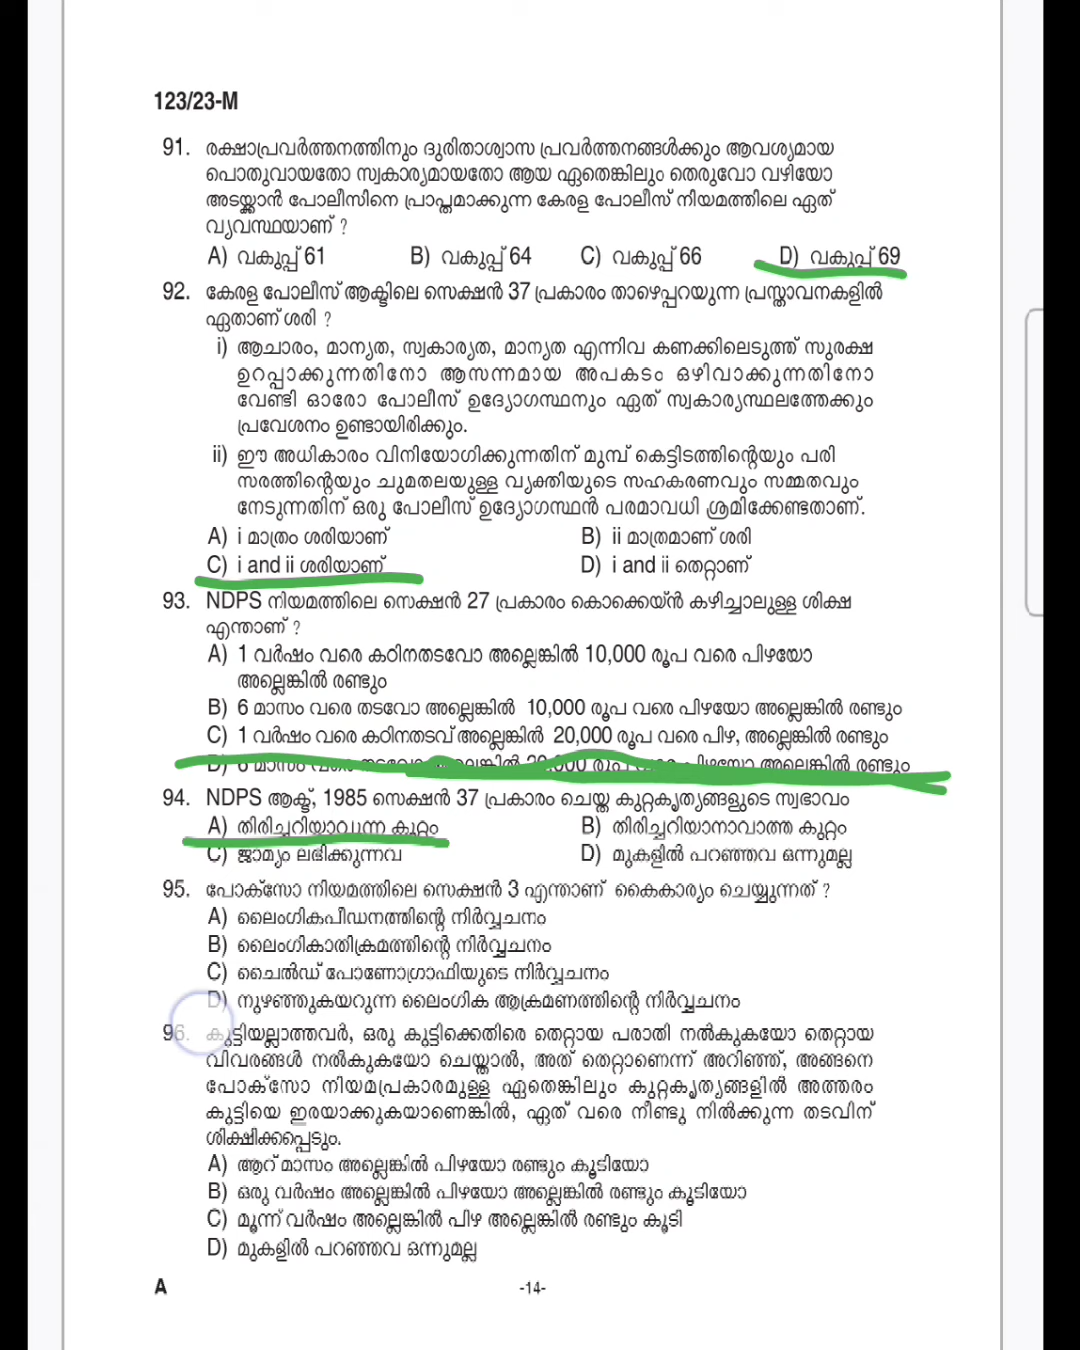 123/23-M
91. രക്ഷാപ്രവർത്തനത്തിനും ദുരിതാശ്വാസ പ്രവർത്തനങ്ങൾക്കും ആവശ്യമായ
പൊതുവായതോ സ്വകാര്യമായതോ ആയ ഏതെങ്കിലും തെരുവോ വഴിയോ
അടയ്ക്കാൻ പോലീസിനെ പ്രാപ്തമാക്കുന്ന കേരള പോലീസ് നിയമത്തിലെ ഏത്
വ്യവസ്ഥയാണ് ?
A) വകുപ്പ് 61 B) വകുപ്പ് 64 C) വകുപ്പ് 66 D) വകുപ്പ് 69
92. കേരള പോലീസ് ആക്ടിലെ സെക്ഷൻ 37 പ്രകാരം താഴെപ്പറയുന്ന പ്രസ്താവനകളിൽ
ഏതാണ് ശരി ?
i) ആചാരം, മാന്യത, സ്വകാര്യത, മാന്യത എന്നിവ കണക്കിലെടുത്ത് സുരക്ഷ
ഉറപ്പാക്കുന്നതിനോ ആസന്നമായ അപകടം ഒഴിവാക്കുന്നതിനോ
വേണ്ടി ഓരോ പോലീസ് ഉദ്യോഗസ്ഥനും ഏത് സ്വകാര്യസ്ഥലത്തേക്കും
പ്രവേശനം ഉണ്ടായിരിക്കും.
ii) ഈ അധികാരം വിനിയോഗിക്കുന്നതിന് മുമ്പ് കെട്ടിടത്തിന്റെയും പരി
സരത്തിന്റെയും ചുമതലയുള്ള വ്യക്തിയുടെ സഹകരണവും സമ്മതവും
നേടുന്നതിന് ഒരു പോലീസ് ഉദ്യോഗസ്ഥൻ പരമാവധി ശ്രമിക്കേണ്ടതാണ്.
A) i മാത്രം ശരിയാണ് B) ii മാത്രമാണ് ശരി
C) i and ii ശരിയാണ് D) i and ii തെറ്റാണ്
93. NDPS നിയമത്തിലെ സെക്ഷൻ 27 പ്രകാരം കൊക്കെയ്ൻ കഴിച്ചാലുള്ള ശിക്ഷ
എന്താണ് ?
A) 1 വർഷം വരെ കഠിനതടവോ അല്ലെങ്കിൽ 10,000 രൂപ വരെ പിഴയോ
അല്ലെങ്കിൽ രണ്ടും
B) 6 മാസം വരെ തടവോ അല്ലെങ്കിൽ 10,000 രൂപ വരെ പിഴയോ അല്ലെങ്കിൽ രണ്ടും
C) 1 വർഷം വരെ കഠിനതടവ് അല്ലെങ്കിൽ 20,000 രൂപ വരെ പിഴ, അല്ലെങ്കിൽ രണ്ടും
D) 6 മാസം വരെ തടവോ അല്ലെങ്കിൽ 20,000 രൂപ വരെ പിഴയോ അല്ലെങ്കിൽ രണ്ടും
94. NDPS ആക്ട്, 1985 സെക്ഷൻ 37 പ്രകാരം ചെയ്ത കുറ്റകൃത്യങ്ങളുടെ സ്വഭാവം
A) തിരിച്ചറിയാവുന്ന കുറ്റം B) തിരിച്ചറിയാനാവാത്ത കുറ്റം
C) ജാമ്യം ലഭിക്കുന്നവ D) മുകളിൽ പറഞ്ഞവ ഒന്നുമല്ല
95. പോക്സോ നിയമത്തിലെ സെക്ഷൻ 3 എന്താണ് കൈകാര്യം ചെയ്യുന്നത് ?
A) ലൈംഗികപീഡനത്തിന്റെ നിർവ്വചനം
B) ലൈംഗികാതിക്രമത്തിന്റെ നിർവ്വചനം
C) ചൈൽഡ് പോണോഗ്രാഫിയുടെ നിർവ്വചനം
D) നുഴഞ്ഞുകയറുന്ന ലൈംഗിക ആക്രമണത്തിന്റെ നിർവ്വചനം
96. കുട്ടിയല്ലാത്തവർ, ഒരു കുട്ടിക്കെതിരെ തെറ്റായ പരാതി നൽകുകയോ തെറ്റായ
വിവരങ്ങൾ നൽകുകയോ ചെയ്താൽ, അത് തെറ്റാണെന്ന് അറിഞ്ഞ്, അങ്ങനെ
പോക്സോ നിയമപ്രകാരമുള്ള ഏതെങ്കിലും കുറ്റകൃത്യങ്ങളിൽ അത്തരം
കുട്ടിയെ ഇരയാക്കുകയാണെങ്കിൽ, ഏത് വരെ നീണ്ടു നിൽക്കുന്ന തടവിന്
ശിക്ഷിക്കപ്പെടും.
A) ആറ് മാസം അല്ലെങ്കിൽ പിഴയോ രണ്ടും കൂടിയോ
B) ഒരു വർഷം അല്ലെങ്കിൽ പിഴയോ അല്ലെങ്കിൽ രണ്ടും കൂടിയോ
C) മൂന്ന് വർഷം അല്ലെങ്കിൽ പിഴ അല്ലെങ്കിൽ രണ്ടും കൂടി
D) മുകളിൽ പറഞ്ഞവ ഒന്നുമല്ല
A -14-